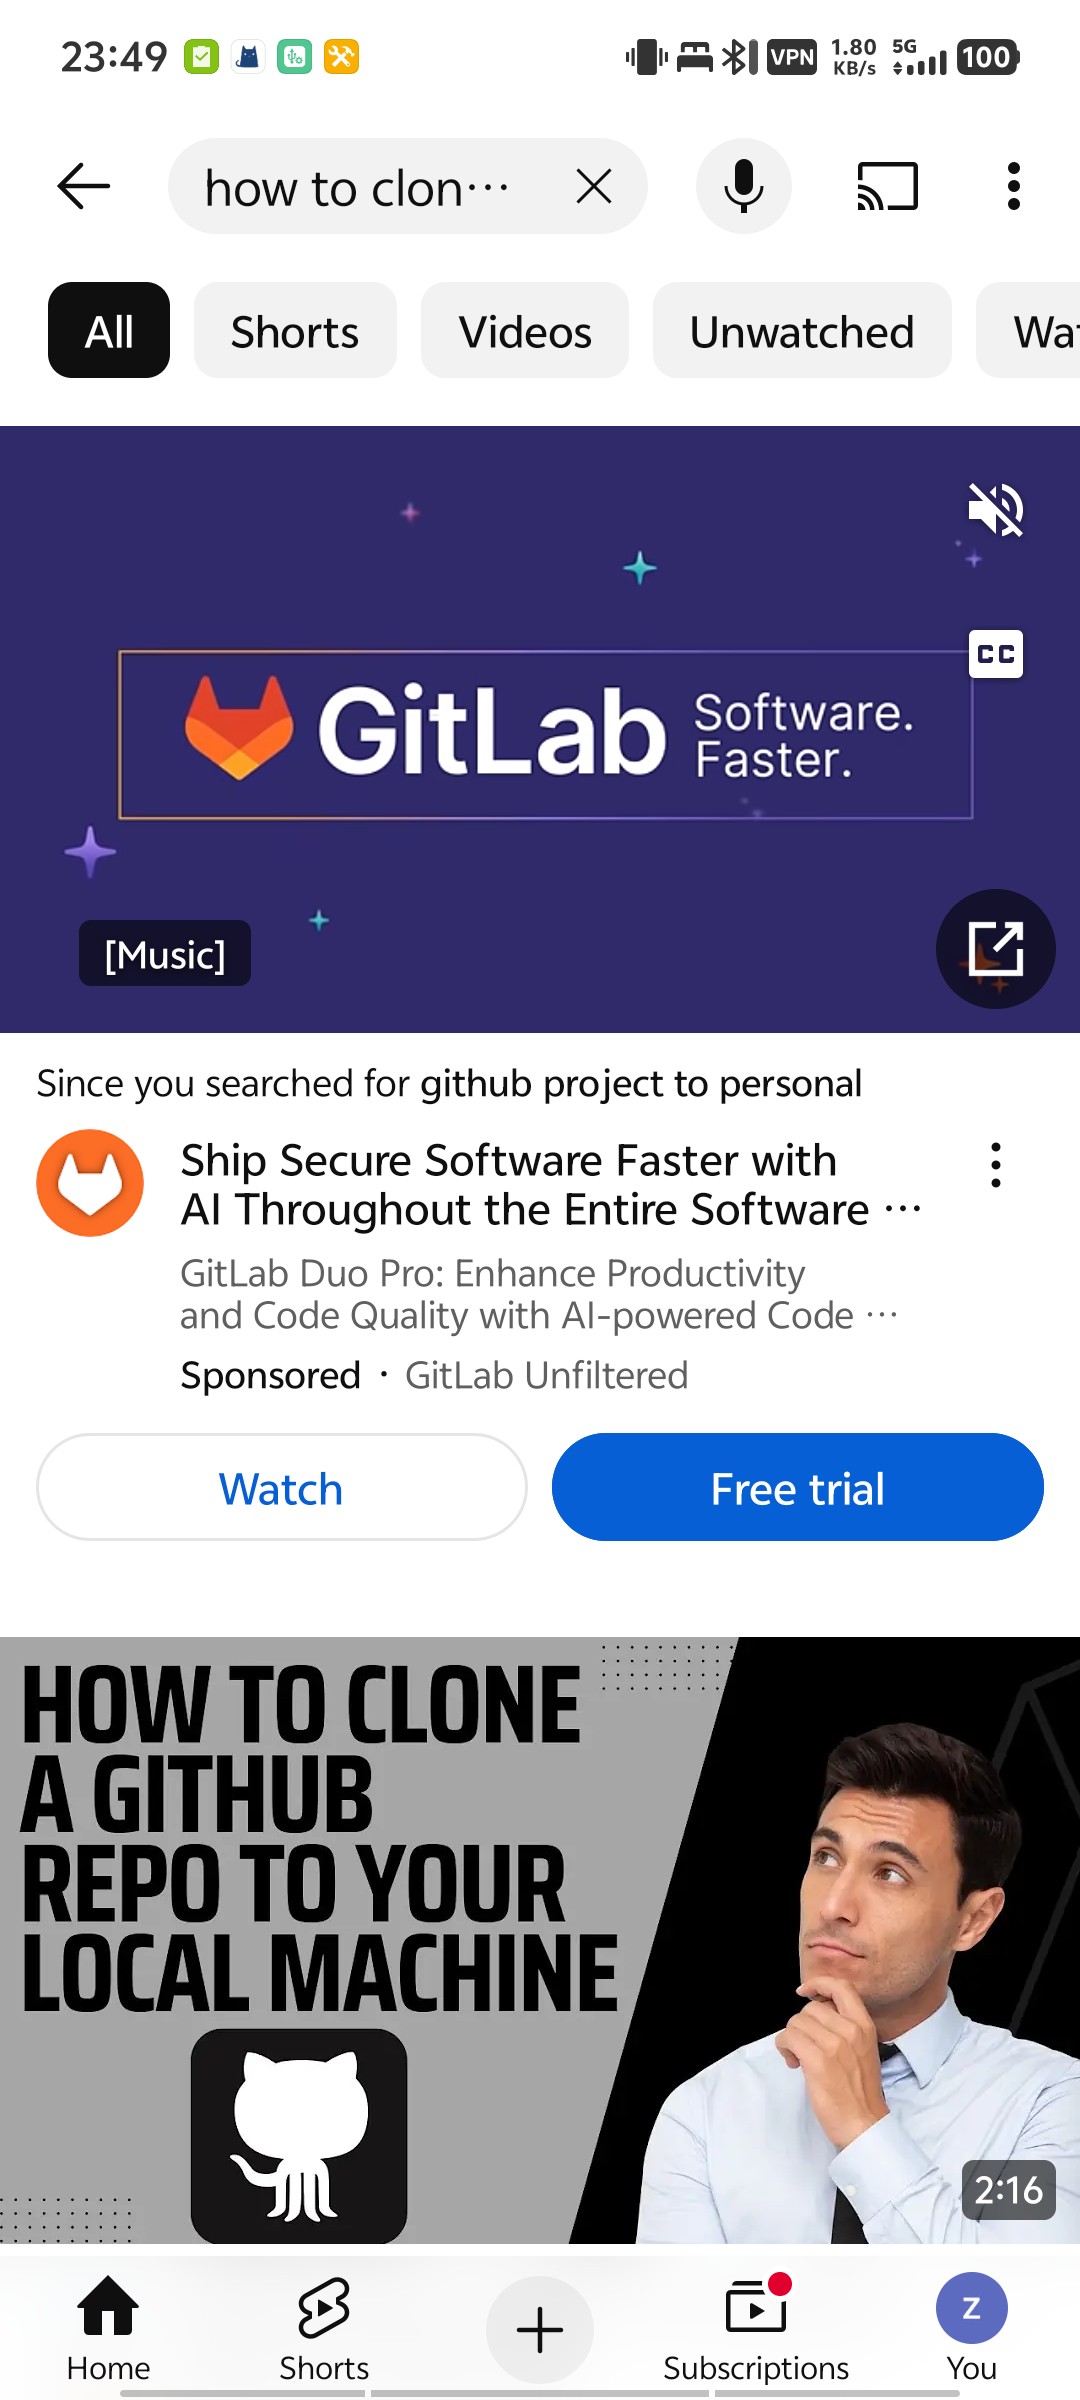 23:49
VPN
1.80
KB/s
5G
100
how to clon…
All
Shorts
Videos
Unwatched
Wa
CC
GitLab
Software.
Faster.
[Music]
Since you searched for github project to personal
Ship Secure Software Faster with
AI Throughout the Entire Software …
GitLab Duo Pro: Enhance Productivity
and Code Quality with AI-powered Code …
Sponsored · GitLab Unfiltered
Watch
Free trial
HOW TO CLONE
A GITHUB
REPO TO YOUR
LOCAL MACHINE
2:16
Home
Shorts
Subscriptions
Z
You